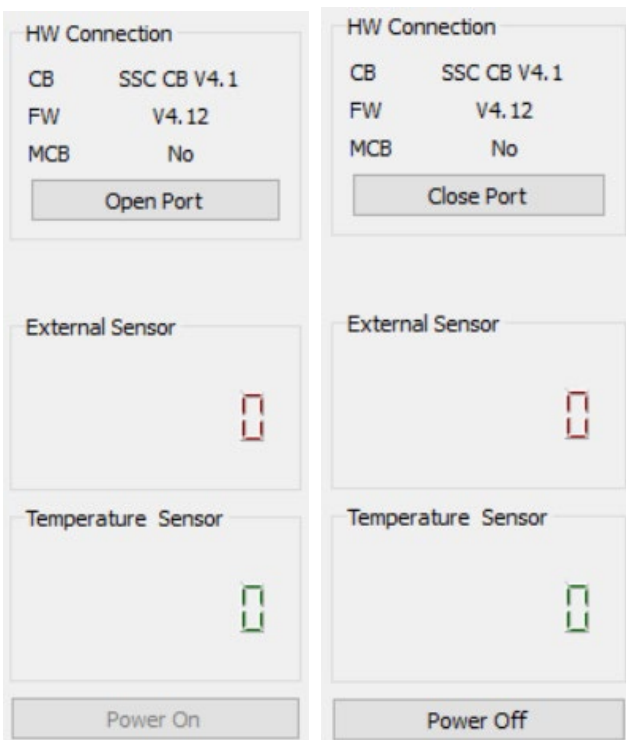 HW Connection
CB SSC CB V4.1
FW V4.12
MCB No
Open Port
External Sensor
0
Temperature Sensor
0
Power On
HW Connection
CB SSC CB V4.1
FW V4.12
MCB No
Close Port
External Sensor
0
Temperature Sensor
0
Power Off